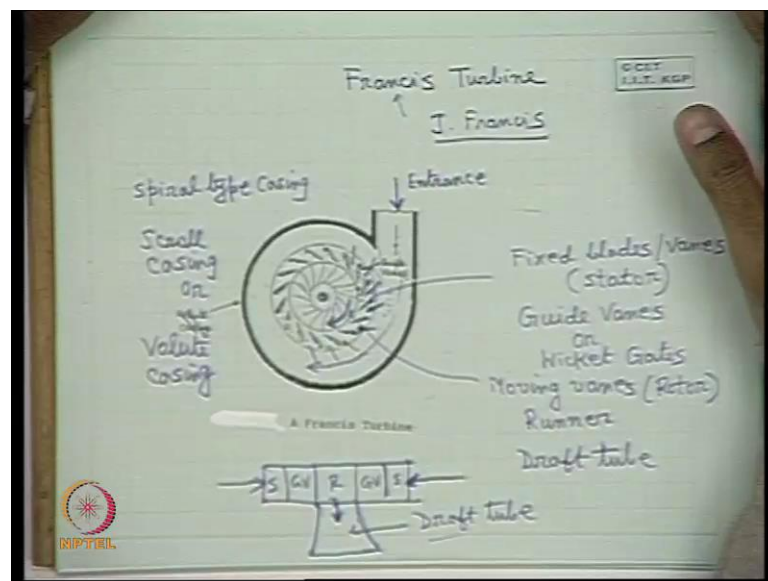 Francis Turbine
J. Francis
© CET
I.I.T. KGP
Spiral type Casing
Entrance
Scroll
Casing
or
Volute
Casing
Fixed blades/Vanes
(stator)
Guide Vanes
or
Wicket Gates
Moving vanes (Rotor)
Runner
Draft tube
A Francis Turbine
S GV R GV S
Draft tube
NPTEL